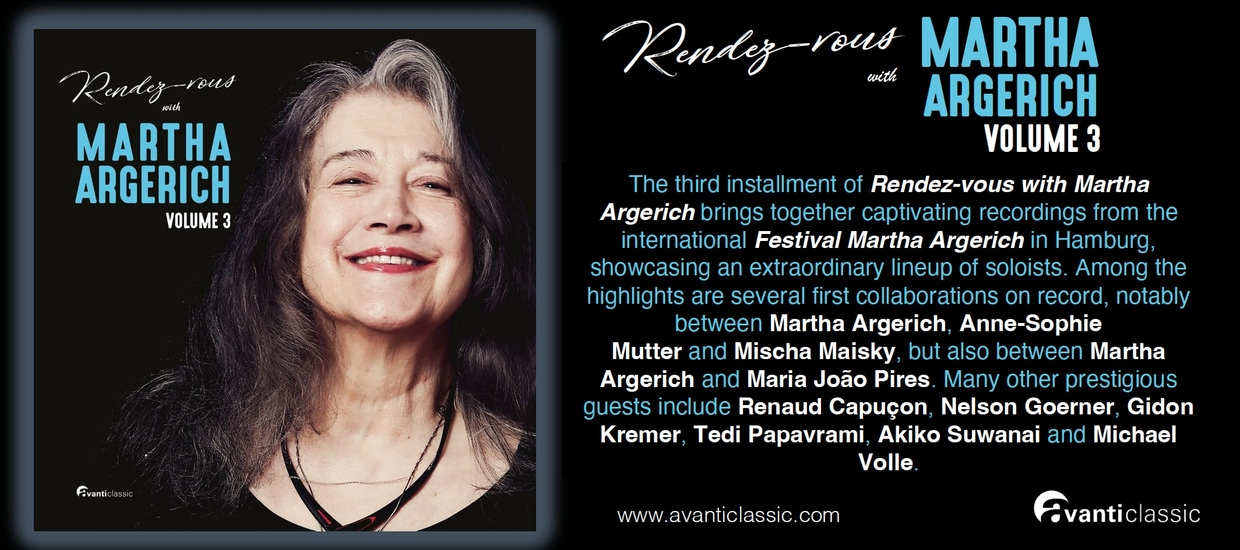 Rendez-vous
with
MARTHA
ARGERICH
VOLUME 3
avanticlassic
Rendez-vous
with
MARTHA
ARGERICH
VOLUME 3
The third installment of Rendez-vous with Martha
Argerich brings together captivating recordings from the
international Festival Martha Argerich in Hamburg,
showcasing an extraordinary lineup of soloists. Among the
highlights are several first collaborations on record, notably
between Martha Argerich, Anne-Sophie
Mutter and Mischa Maisky, but also between Martha
Argerich and Maria João Pires. Many other prestigious
guests include Renaud Capuçon, Nelson Goerner, Gidon
Kremer, Tedi Papavrami, Akiko Suwanai and Michael
Volle.
www.avanticlassic.com
avanticlassic